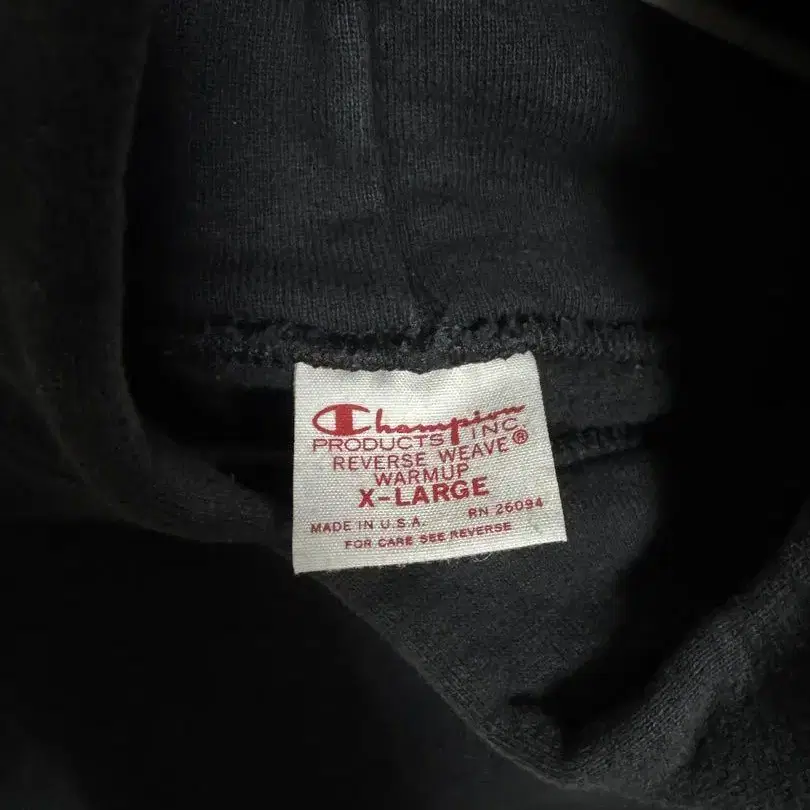 Champion
PRODUCTS INC.
REVERSE WEAVE®
WARMUP
X-LARGE
MADE IN U.S.A. RN 26094
FOR CARE SEE REVERSE